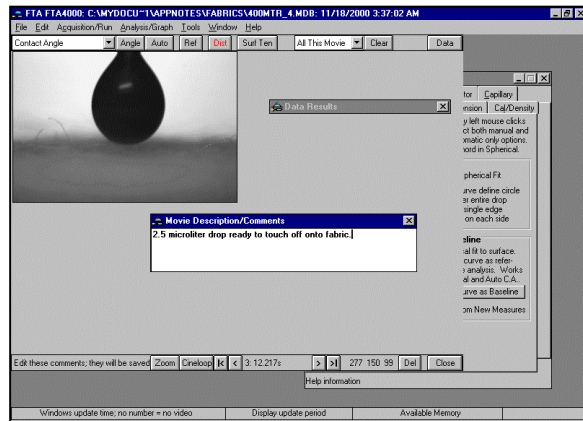 FTA FTA4000: C:\MYDOCU~1\APPNOTES\FABRICS\400MTR_4.MDB: 11/18/2000 3:37:02 AM
File Edit Acquisition/Run Analysis/Graph Tools Window Help
Contact Angle Angle Auto Ref Dist Surf Ten All This Movie Clear Data
Data Results
tor Capillary
ension Cal/Density
y left mouse clicks
ct both manual and
omatic only options.
hord in Spherical.
pherical Fit
urve define circle
er entire drop
single edge
on each side
Movie Description/Comments
2.5 microliter drop ready to touch off onto fabric.
eline
al fit to surface.
curve as refer-
e analysis. Works
al and Auto C.A..
urve as Baseline
om New Measures
Edit these comments; they will be saved Zoom Cineloop |< < 3: 12.217s > >| 277 150 99 Del Close
Help information
Windows update time; no number = no video Display update period Available Memory